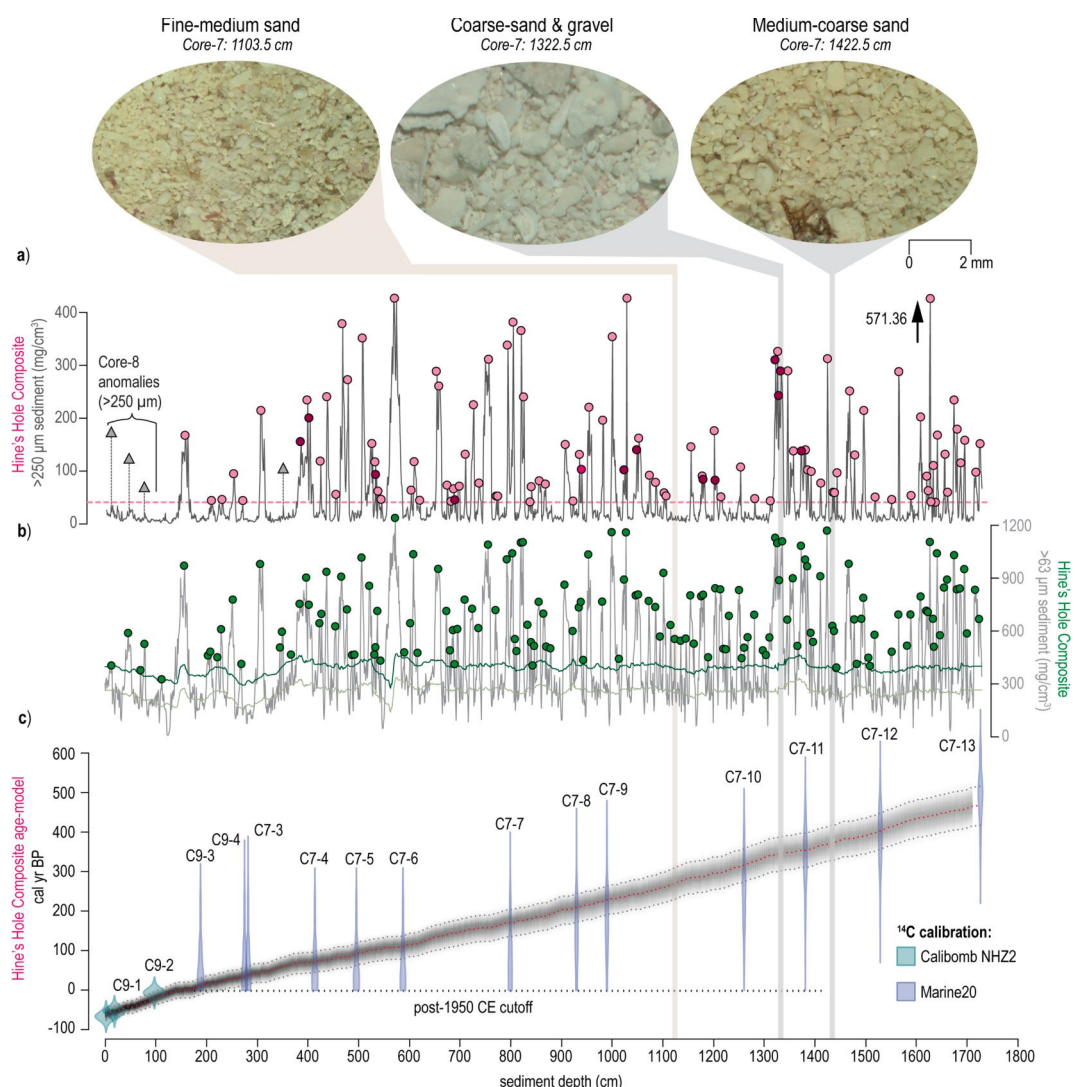 Fine-medium sand
Core-7: 1103.5 cm
Coarse-sand & gravel
Core-7: 1322.5 cm
Medium-coarse sand
Core-7: 1422.5 cm
0 2 mm
a)
Hine's Hole Composite
>250 µm sediment (mg/cm³)
400
300
200
100
0
Core-8
anomalies
(>250 µm)
571.36
b)
1200
900
600
300
0
>63 µm sediment (mg/cm³)
Hine's Hole Composite
c)
Hine's Hole Composite age-model
cal yr BP
600
500
400
300
200
100
0
-100
C9-1
C9-2
C9-3
C9-4
C7-3
C7-4
C7-5
C7-6
C7-7
C7-8
C7-9
C7-10
C7-11
C7-12
C7-13
post-1950 CE cutoff
¹⁴C calibration:
Calibomb NHZ2
Marine20
0 100 200 300 400 500 600 700 800 900 1000 1100 1200 1300 1400 1500 1600 1700 1800
sediment depth (cm)